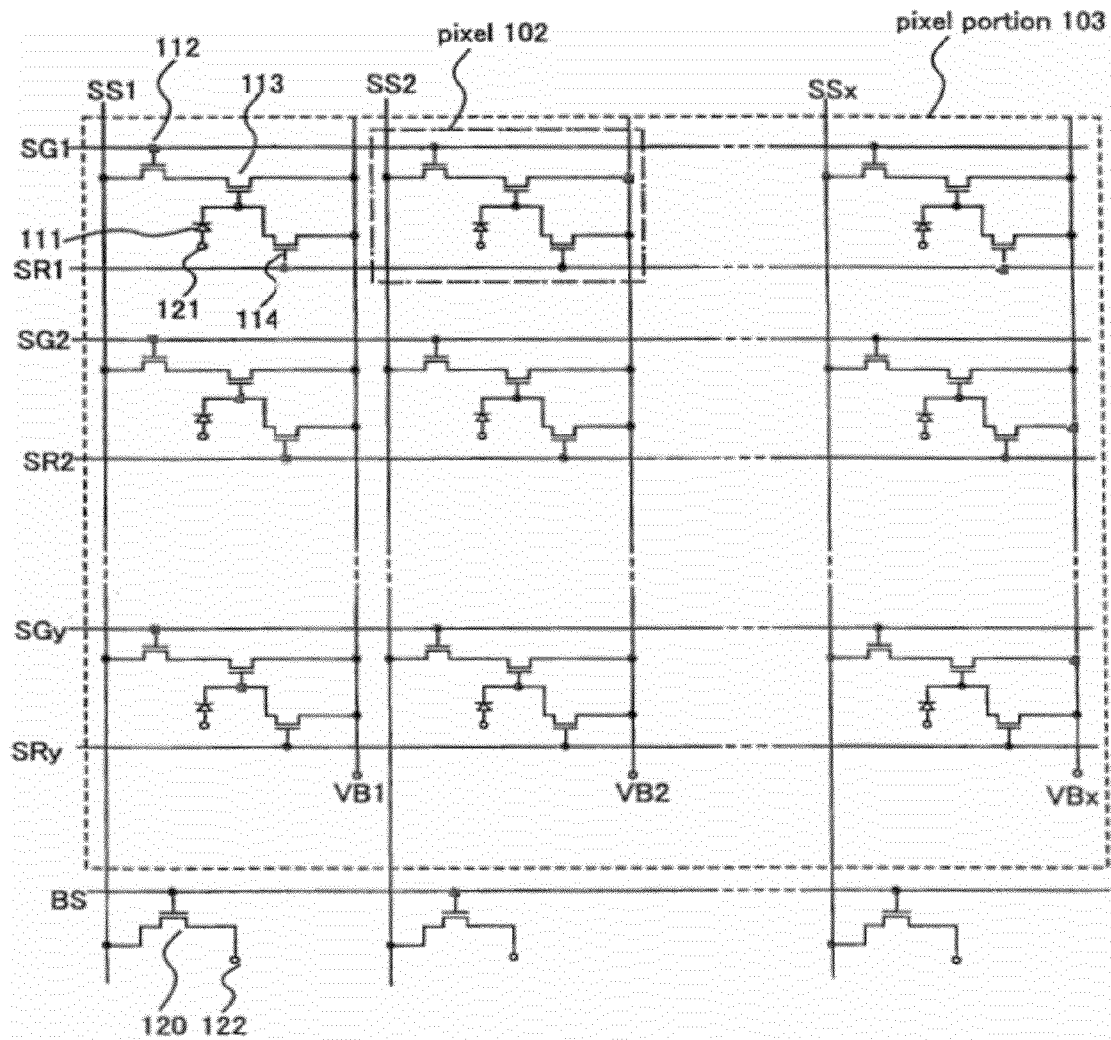 pixel 102
pixel portion 103
112
SS1
113
SS2
SSx
SG1
111
SR1
121
114
SG2
SR2
SGy
SRy
VB1
VB2
VBx
BS
120
122